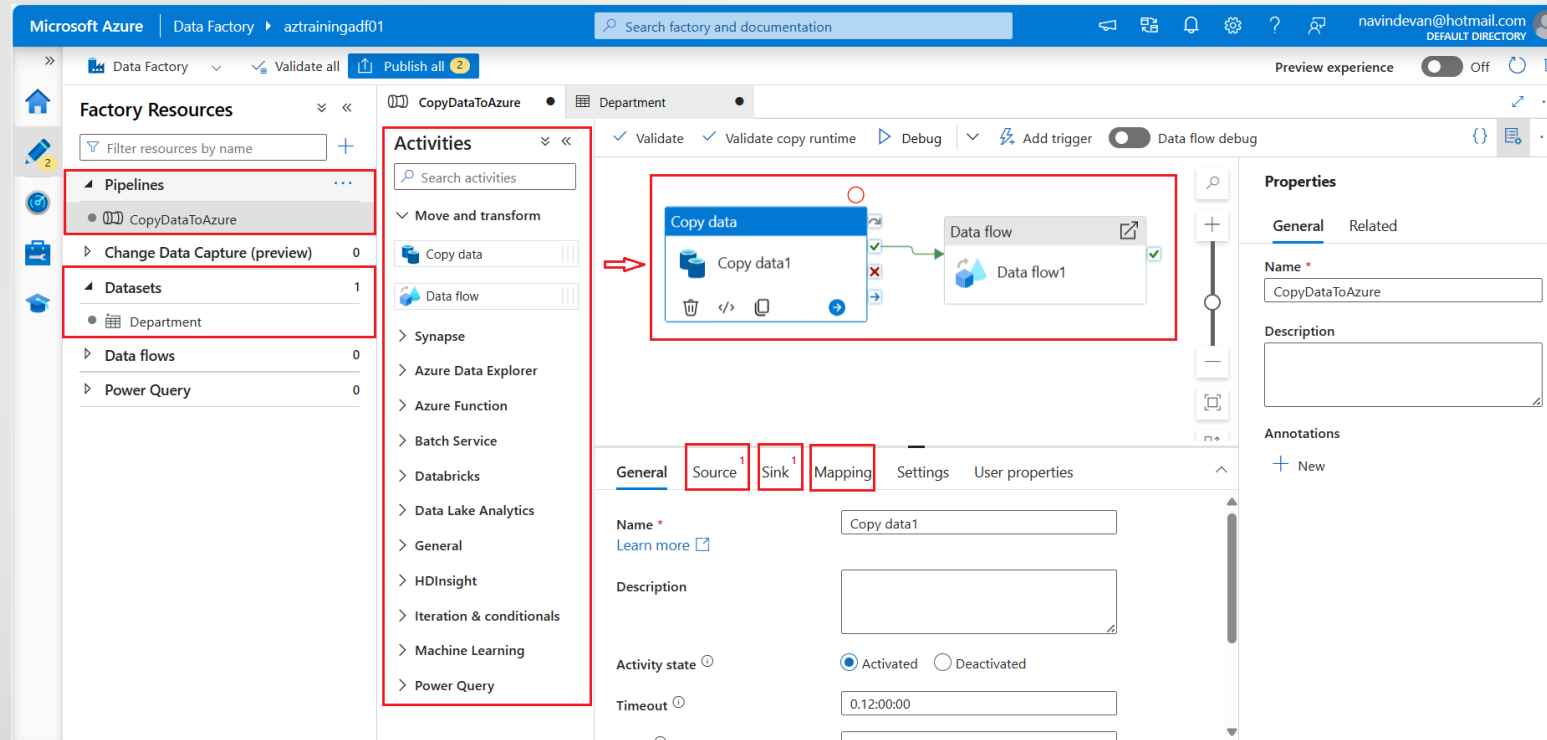 Microsoft Azure
Data Factory
aztrainingadf01
Search factory and documentation
navindevan@hotmail.com
DEFAULT DIRECTORY
Data Factory
Validate all
Publish all 2
Preview experience
Off
2
Factory Resources
Filter resources by name
Pipelines
CopyDataToAzure
Change Data Capture (preview) 0
Datasets 1
Department
Data flows 0
Power Query 0
CopyDataToAzure
Department
Activities
Search activities
Move and transform
Copy data
Data flow
Synapse
Azure Data Explorer
Azure Function
Batch Service
Databricks
Data Lake Analytics
General
HDInsight
Iteration & conditionals
Machine Learning
Power Query
Validate
Validate copy runtime
Debug
Add trigger
Data flow debug
Copy data
Copy data1
Data flow
Data flow1
General
Source 1
Sink 1
Mapping
Settings
User properties
Name *
Copy data1
Learn more
Description
Activity state
Activated
Deactivated
Timeout
0.12:00:00
Properties
General
Related
Name *
CopyDataToAzure
Description
Annotations
New